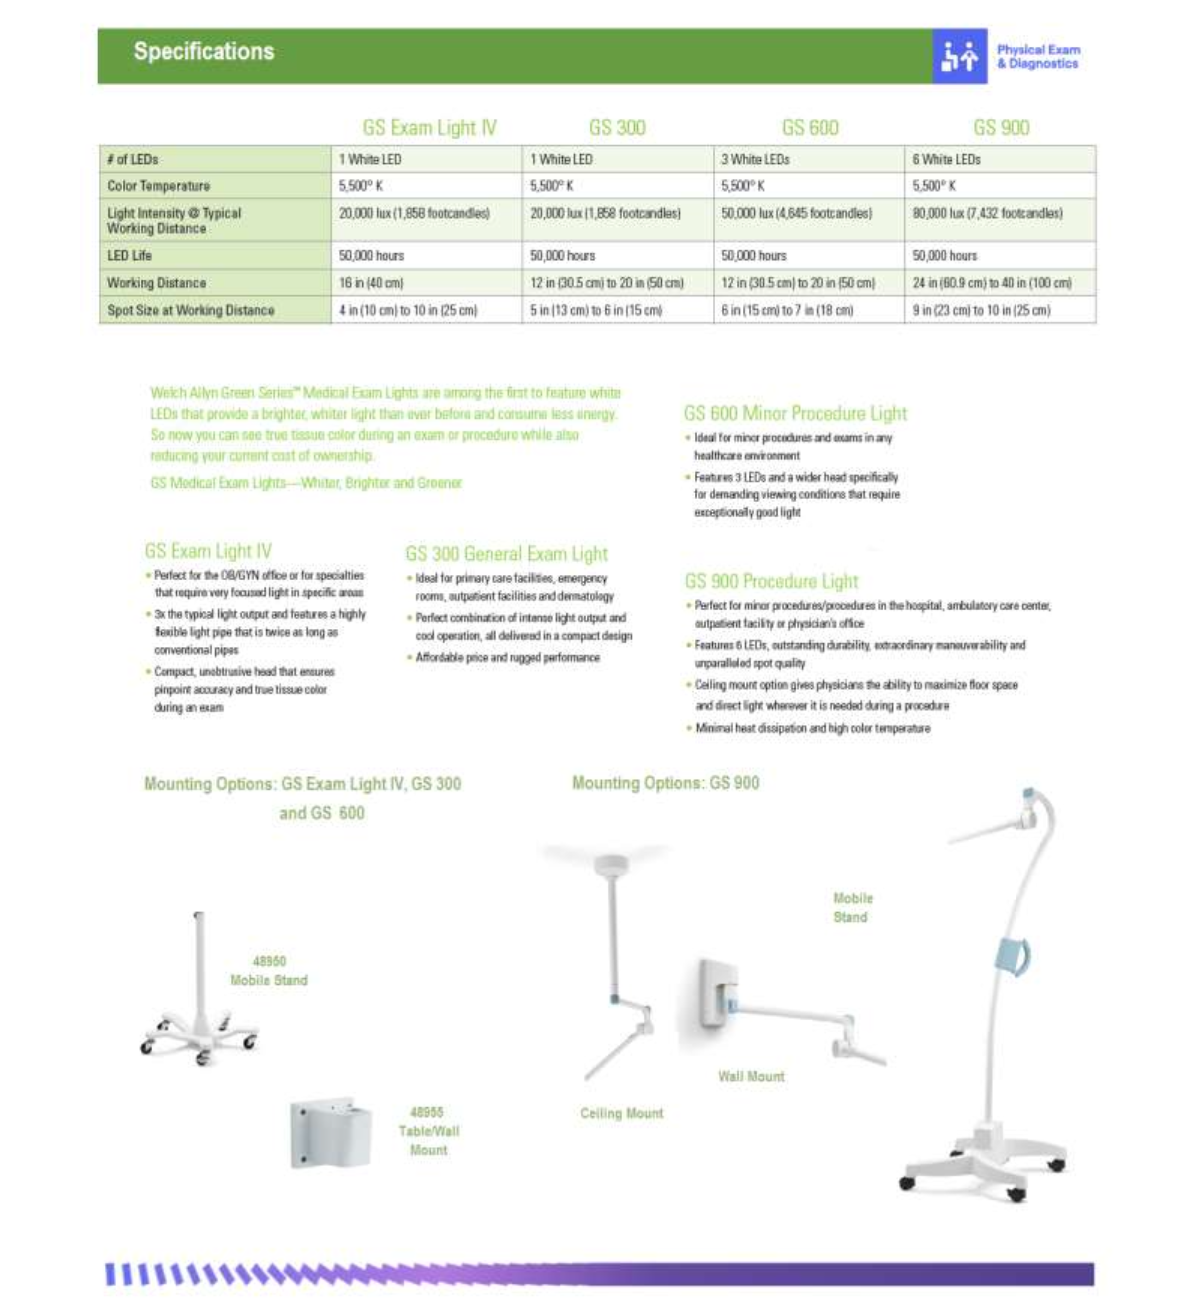 Specifications
Physical Exam
& Diagnostics
GS Exam Light IV GS 300 GS 600 GS 900
# of LEDs 1 White LED 1 White LED 3 White LEDs 6 White LEDs
Color Temperature 5,500° K 5,500° K 5,500° K 5,500° K
Light Intensity @ Typical
Working Distance 20,000 lux (1,858 footcandles) 20,000 lux (1,858 footcandles) 50,000 lux (4,645 footcandles) 80,000 lux (7,432 footcandles)
LED Life 50,000 hours 50,000 hours 50,000 hours 50,000 hours
Working Distance 16 in (40 cm) 12 in (30.5 cm) to 20 in (50 cm) 12 in (30.5 cm) to 20 in (50 cm) 24 in (60.9 cm) to 40 in (100 cm)
Spot Size at Working Distance 4 in (10 cm) to 10 in (25 cm) 5 in (13 cm) to 6 in (15 cm) 6 in (15 cm) to 7 in (18 cm) 9 in (23 cm) to 10 in (25 cm)
Welch Allyn Green Series™ Medical Exam Lights are among the first to feature white
LEDs that provide a brighter, whiter light than ever before and consume less energy.
So now you can see true tissue color during an exam or procedure while also
reducing your current cost of ownership.
GS Medical Exam Lights—Whiter, Brighter and Greener
GS 600 Minor Procedure Light
• Ideal for minor procedures and exams in any
healthcare environment
• Features 3 LEDs and a wider head specifically
for demanding viewing conditions that require
exceptionally good light
GS Exam Light IV
• Perfect for the OB/GYN office or for specialties
that require very focused light in specific areas
• 3x the typical light output and features a highly
flexible light pipe that is twice as long as
conventional pipes
• Compact, unobtrusive head that ensures
pinpoint accuracy and true tissue color
during an exam
GS 300 General Exam Light
• Ideal for primary care facilities, emergency
rooms, outpatient facilities and dermatology
• Perfect combination of intense light output and
cool operation, all delivered in a compact design
• Affordable price and rugged performance
GS 900 Procedure Light
• Perfect for minor procedures/procedures in the hospital, ambulatory care center,
outpatient facility or physician's office
• Features 6 LEDs, outstanding durability, extraordinary maneuverability and
unparalleled spot quality
• Ceiling mount option gives physicians the ability to maximize floor space
and direct light wherever it is needed during a procedure
• Minimal heat dissipation and high color temperature
Mounting Options: GS Exam Light IV, GS 300
and GS 600
48950
Mobile Stand
48955
Table/Wall
Mount
Mounting Options: GS 900
Ceiling Mount
Wall Mount
Mobile
Stand